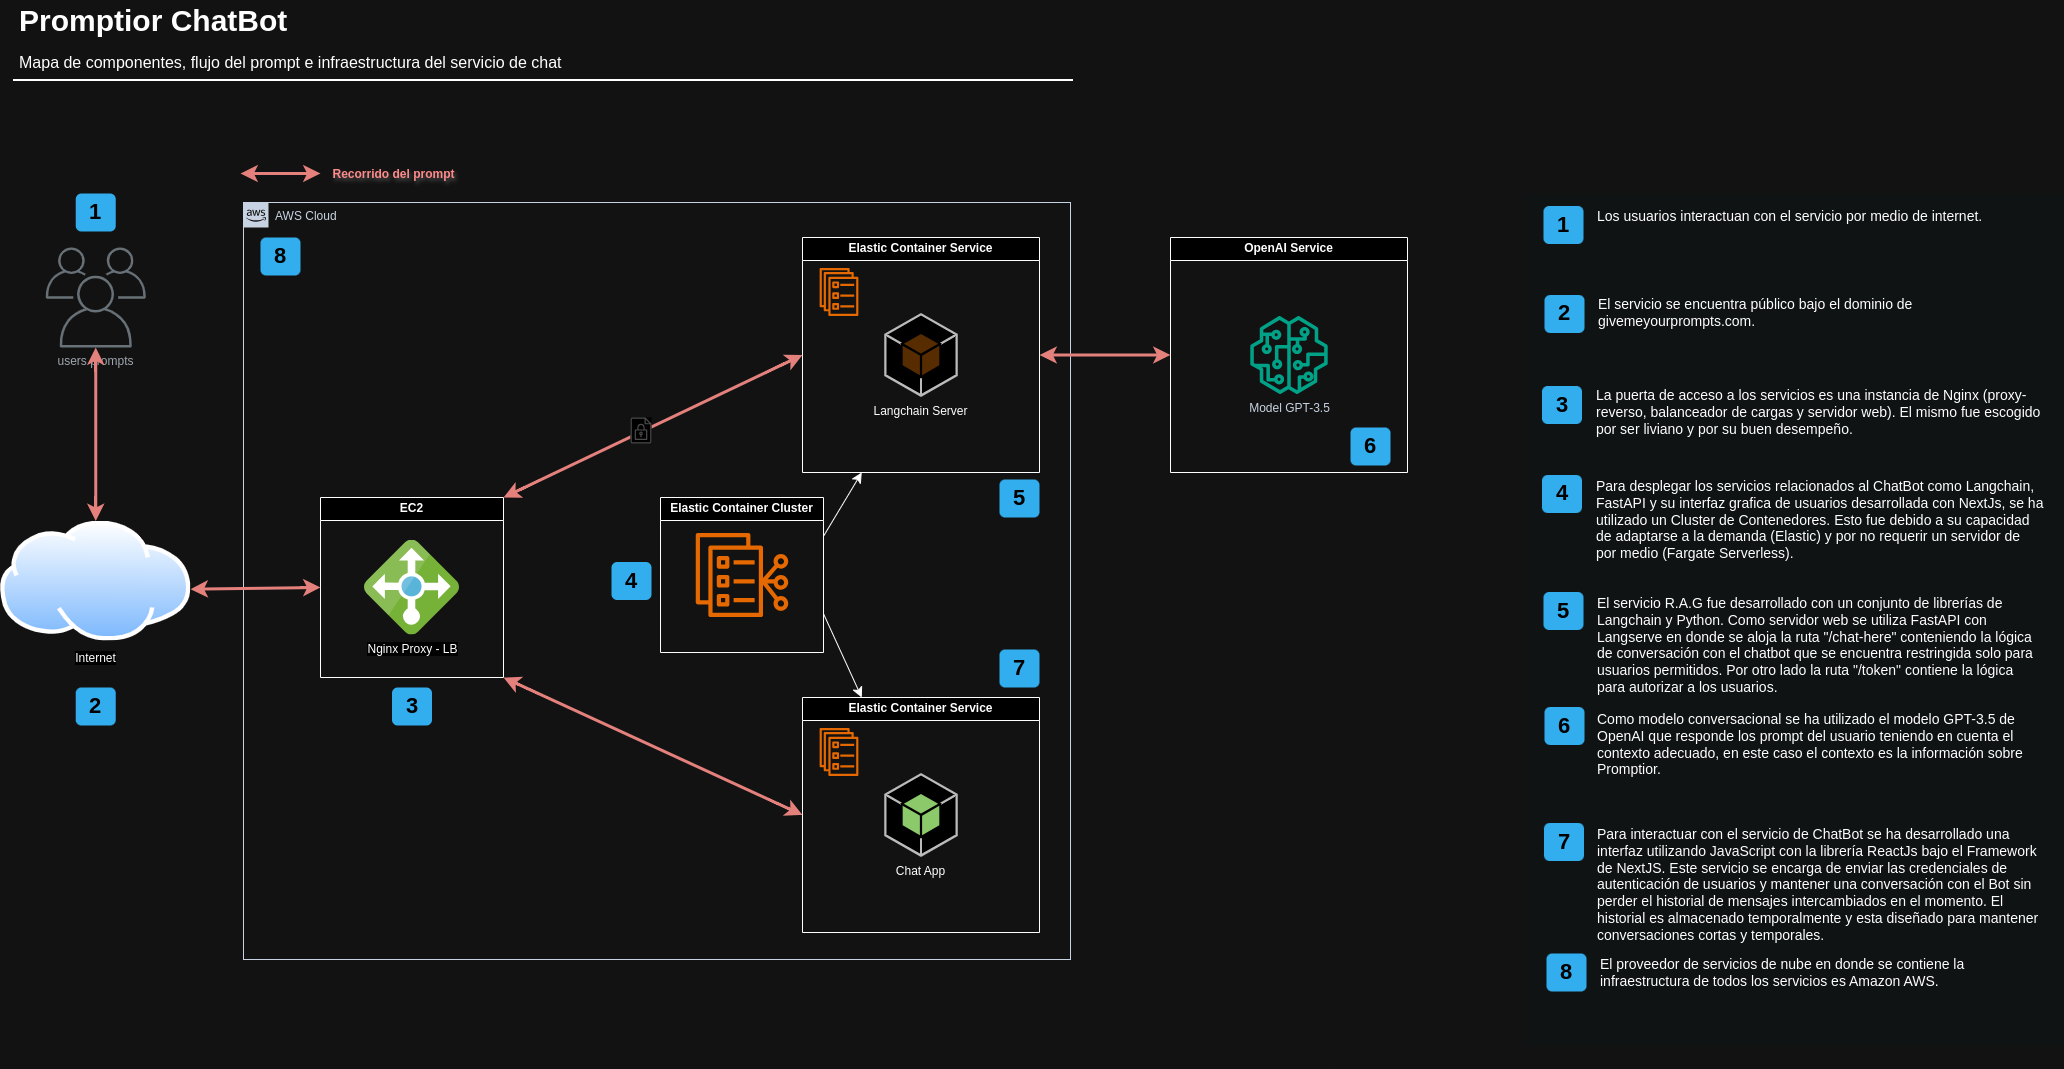 Promptior ChatBot
Mapa de componentes, flujo del prompt e infraestructura del servicio de chat
Recorrido del prompt
1
users prompts
Internet
2
aws
AWS Cloud
8
EC2
Nginx Proxy - LB
3
Elastic Container Cluster
4
Elastic Container Service
Langchain Server
5
OpenAI Service
Model GPT-3.5
6
7
Elastic Container Service
Chat App
1
Los usuarios interactuan con el servicio por medio de internet.
2
El servicio se encuentra público bajo el dominio de
givemeyourprompts.com.
3
La puerta de acceso a los servicios es una instancia de Nginx (proxy-
reverso, balanceador de cargas y servidor web). El mismo fue escogido
por ser liviano y por su buen desempeño.
4
Para desplegar los servicios relacionados al ChatBot como Langchain,
FastAPI y su interfaz grafica de usuarios desarrollada con NextJs, se ha
utilizado un Cluster de Contenedores. Esto fue debido a su capacidad
de adaptarse a la demanda (Elastic) y por no requerir un servidor de
por medio (Fargate Serverless).
5
El servicio R.A.G fue desarrollado con un conjunto de librerías de
Langchain y Python. Como servidor web se utiliza FastAPI con
Langserve en donde se aloja la ruta "/chat-here" conteniendo la lógica
de conversación con el chatbot que se encuentra restringida solo para
usuarios permitidos. Por otro lado la ruta "/token" contiene la lógica
para autorizar a los usuarios.
6
Como modelo conversacional se ha utilizado el modelo GPT-3.5 de
OpenAI que responde los prompt del usuario teniendo en cuenta el
contexto adecuado, en este caso el contexto es la información sobre
Promptior.
7
Para interactuar con el servicio de ChatBot se ha desarrollado una
interfaz utilizando JavaScript con la librería ReactJs bajo el Framework
de NextJS. Este servicio se encarga de enviar las credenciales de
autenticación de usuarios y mantener una conversación con el Bot sin
perder el historial de mensajes intercambiados en el momento. El
historial es almacenado temporalmente y esta diseñado para mantener
conversaciones cortas y temporales.
8
El proveedor de servicios de nube en donde se contiene la
infraestructura de todos los servicios es Amazon AWS.